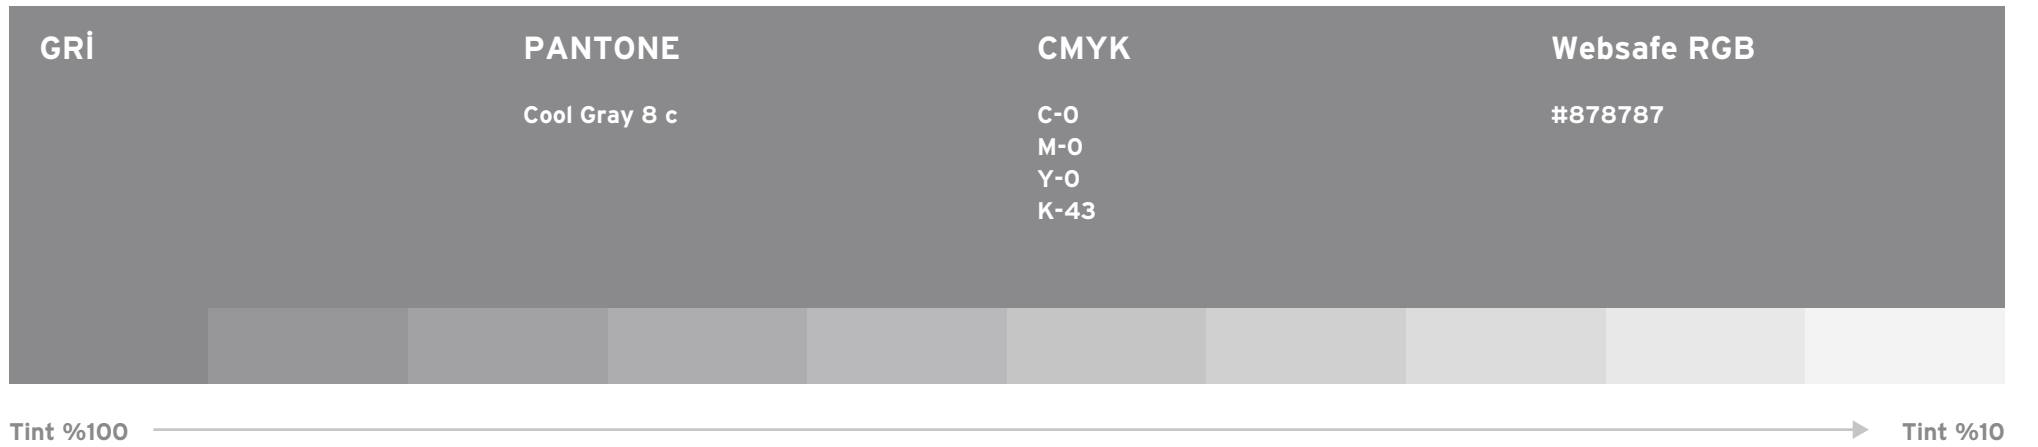 GRİ
PANTONE
Cool Gray 8 c
CMYK
C-0
M-0
Y-0
K-43
Websafe RGB
#878787
Tint %100
Tint %10